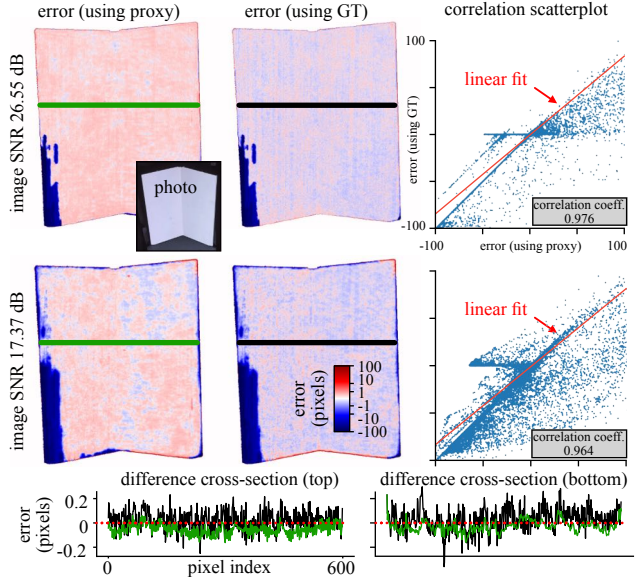 error (using proxy)
error (using GT)
correlation scatterplot
image SNR 26.55 dB
photo
100
error (using GT)
-100
linear fit
correlation coeff.
0.976
-100
error (using proxy)
100
image SNR 17.37 dB
error
(pixels)
100
10
1
-1
-10
-100
linear fit
correlation coeff.
0.964
difference cross-section (top)
difference cross-section (bottom)
error
(pixels)
0.2
0
-0.2
0
pixel index
600